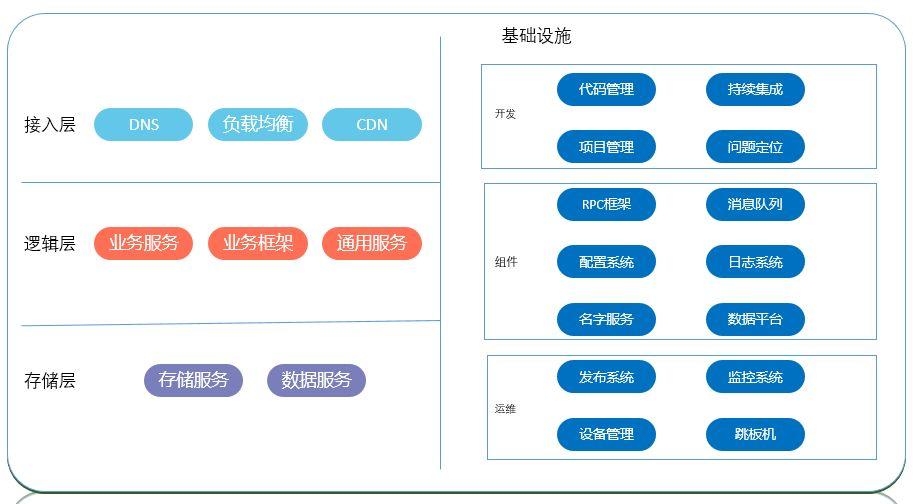 接入层
DNS
负载均衡
CDN
逻辑层
业务服务
业务框架
通用服务
存储层
存储服务
数据服务
基础设施
开发
代码管理
持续集成
项目管理
问题定位
组件
RPC框架
消息队列
配置系统
日志系统
名字服务
数据平台
运维
发布系统
监控系统
设备管理
跳板机